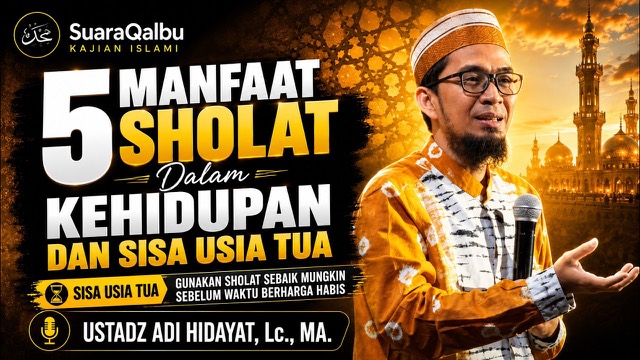 SuaraQalbu
KAJIAN ISLAMI
5 MANFAAT
SHOLAT
Dalam
KEHIDUPAN
DAN SISA USIA TUA
SISA USIA TUA
GUNAKAN SHOLAT SEBAIK MUNGKIN
SEBELUM WAKTU BERHARGA HABIS
USTADZ ADI HIDAYAT, Lc., MA.